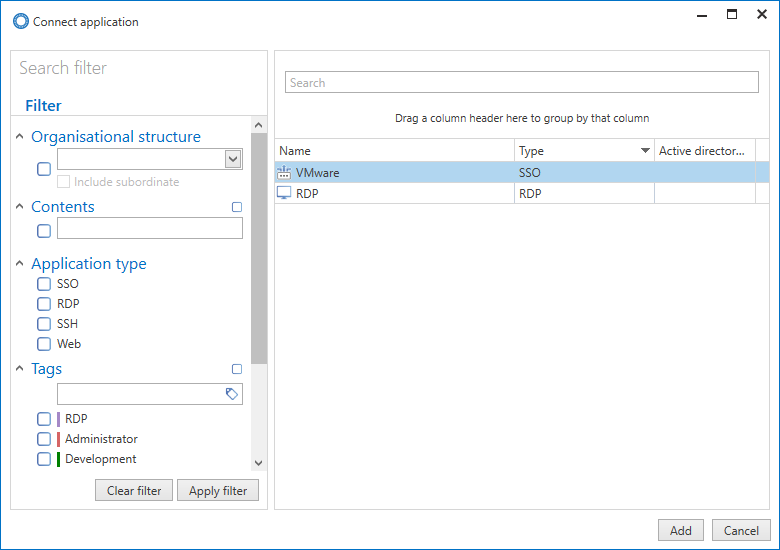 Connect application
Search filter
Filter
Organisational structure
Include subordinate
Contents
Application type
SSO
RDP
SSH
Web
Tags
RDP
Administrator
Development
Clear filter
Apply filter
Search
Drag a column header here to group by that column
Name Type Active director...
VMware SSO
RDP RDP
Add
Cancel